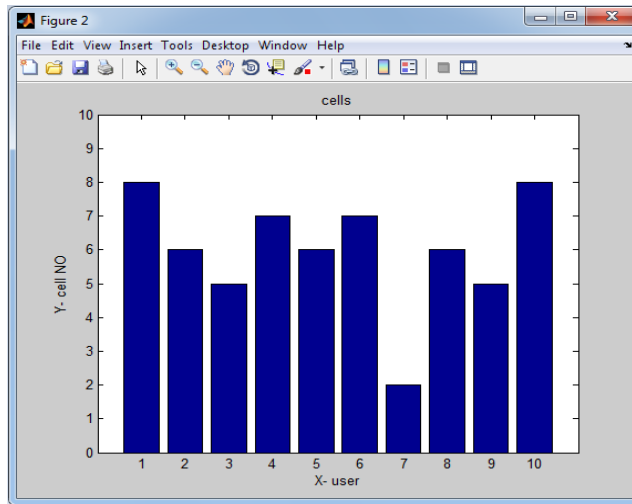 Figure 2
File Edit View Insert Tools Desktop Window Help
cells
10
9
8
7
6
5
4
3
2
1
0
Y- cell NO
1 2 3 4 5 6 7 8 9 10
X- user